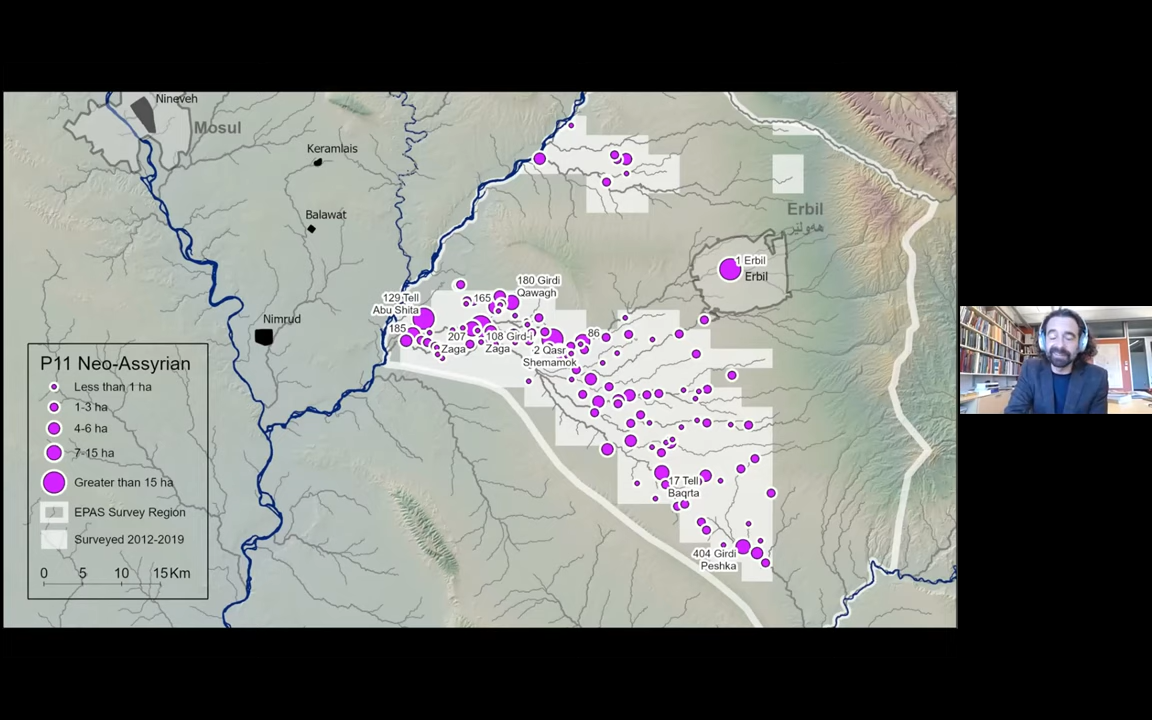 Nineveh
Mosul
Keramlais
Balawat
Nimrud
Erbil
هەولێر
1 Erbil
Erbil
180 Girdi
Qawagh
129 Tell
Abu Shita
165
185
207
Zaga
108 Gird-i
Zaga
2 Qasr
Shemamok
86
17 Tell
Baqrta
404 Girdi
Peshka
P11 Neo-Assyrian
Less than 1 ha
1-3 ha
4-6 ha
7-15 ha
Greater than 15 ha
EPAS Survey Region
Surveyed 2012-2019
0 5 10 15Km